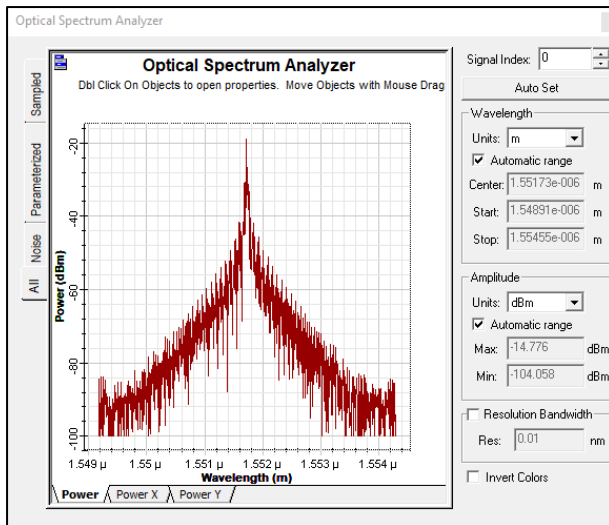 Optical Spectrum Analyzer
Optical Spectrum Analyzer
Dbl Click On Objects to open properties. Move Objects with Mouse Drag
Sampled
Parameterized
Noise
All
Power (dBm)
-20
-40
-60
-80
-100
1.549 µ
1.55 µ
1.551 µ
1.552 µ
1.553 µ
1.554 µ
Wavelength (m)
Power
Power X
Power Y
Signal Index: 0
Auto Set
Wavelength
Units: m
Automatic range
Center: 1.55173e-006 m
Start: 1.54891e-006 m
Stop: 1.55455e-006 m
Amplitude
Units: dBm
Automatic range
Max: -14.776 dBm
Min: -104.058 dBm
Resolution Bandwidth
Res: 0.01 nm
Invert Colors